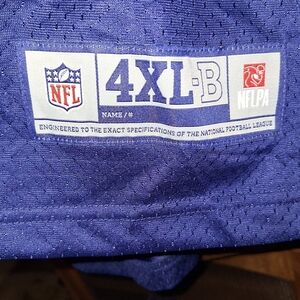 NFL
4XL-B
NFLPA
NAME / #
ENGINEERED TO THE EXACT SPECIFICATIONS OF THE NATIONAL FOOTBALL LEAGUE